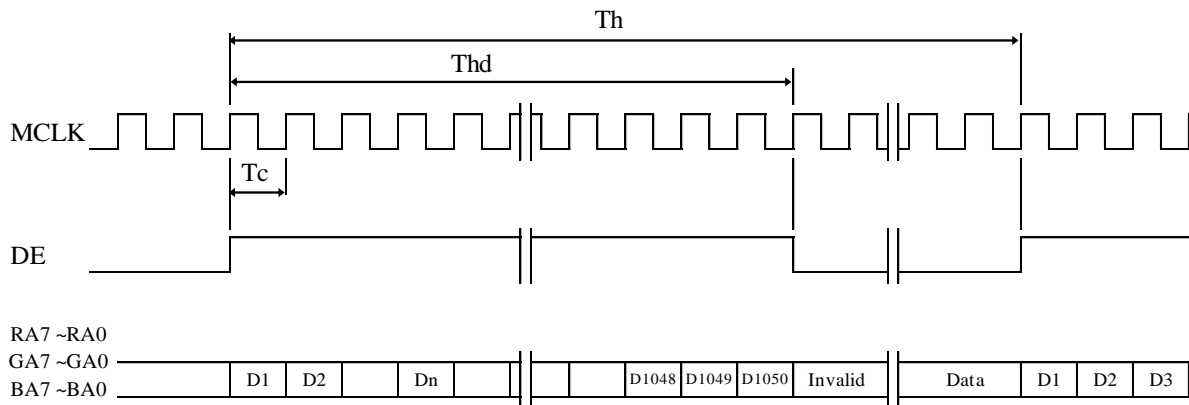 Th
Thd
MCLK
Tc
DE
RA7 ~RA0
GA7 ~GA0
BA7 ~BA0
D1 D2 Dn D1048 D1049 D1050 Invalid Data D1 D2 D3